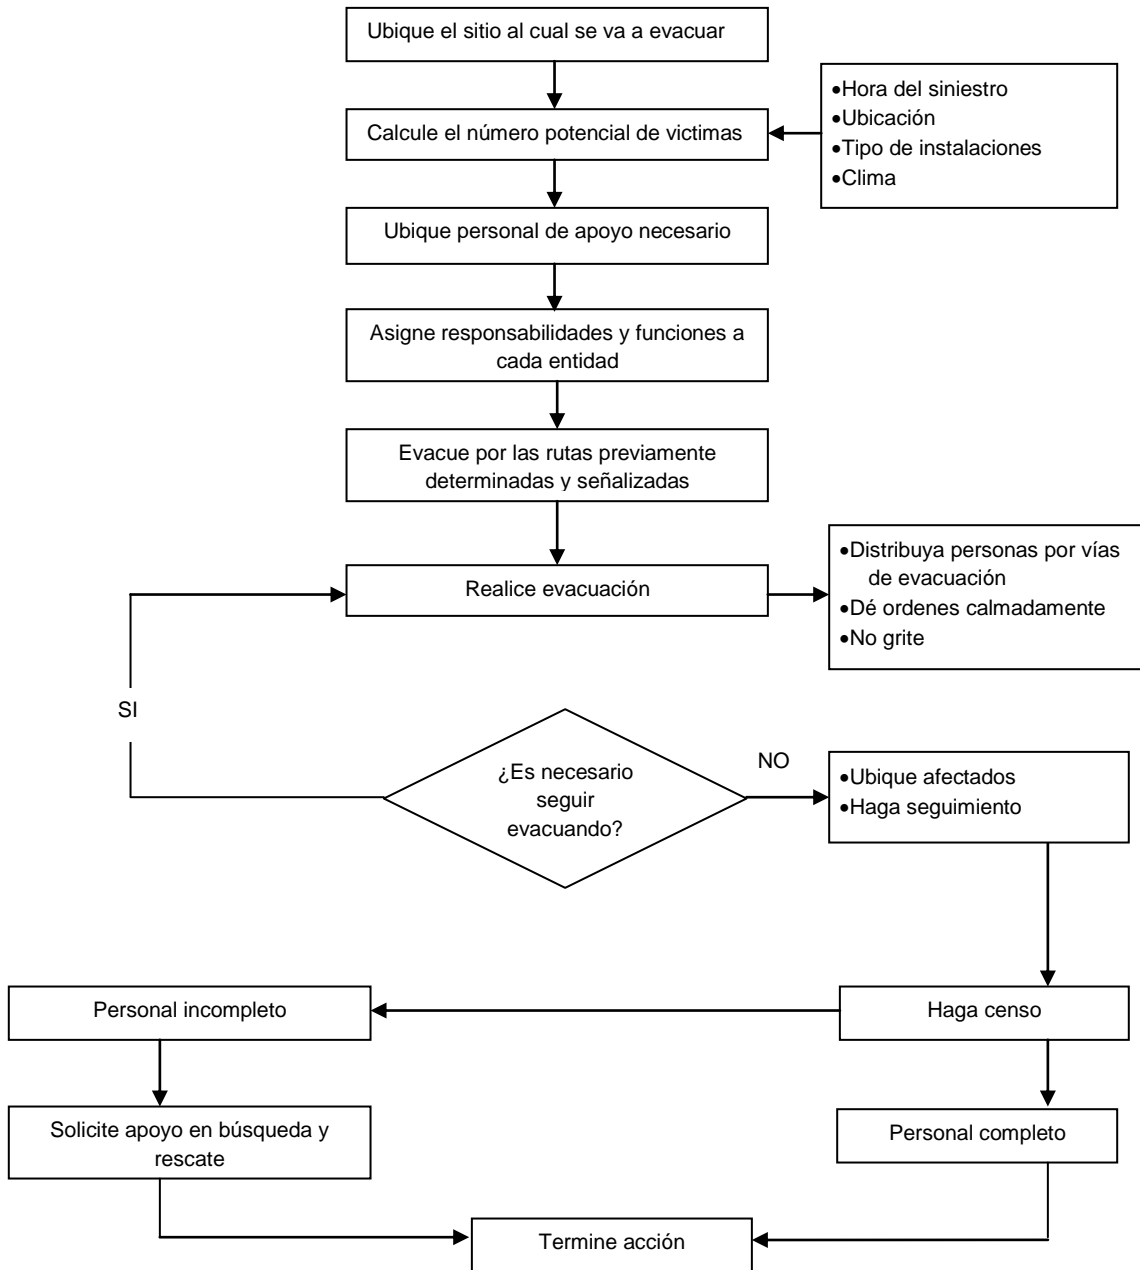 Ubique el sitio al cual se va a evacuar
•Hora del siniestro
•Ubicación
•Tipo de instalaciones
•Clima
Calcule el número potencial de victimas
Ubique personal de apoyo necesario
Asigne responsabilidades y funciones a
cada entidad
Evacue por las rutas previamente
determinadas y señalizadas
Realice evacuación
•Distribuya personas por vías
de evacuación
•Dé ordenes calmadamente
•No grite
SI
¿Es necesario
seguir
evacuando?
NO
•Ubique afectados
•Haga seguimiento
Personal incompleto
Haga censo
Solicite apoyo en búsqueda y
rescate
Personal completo
Termine acción